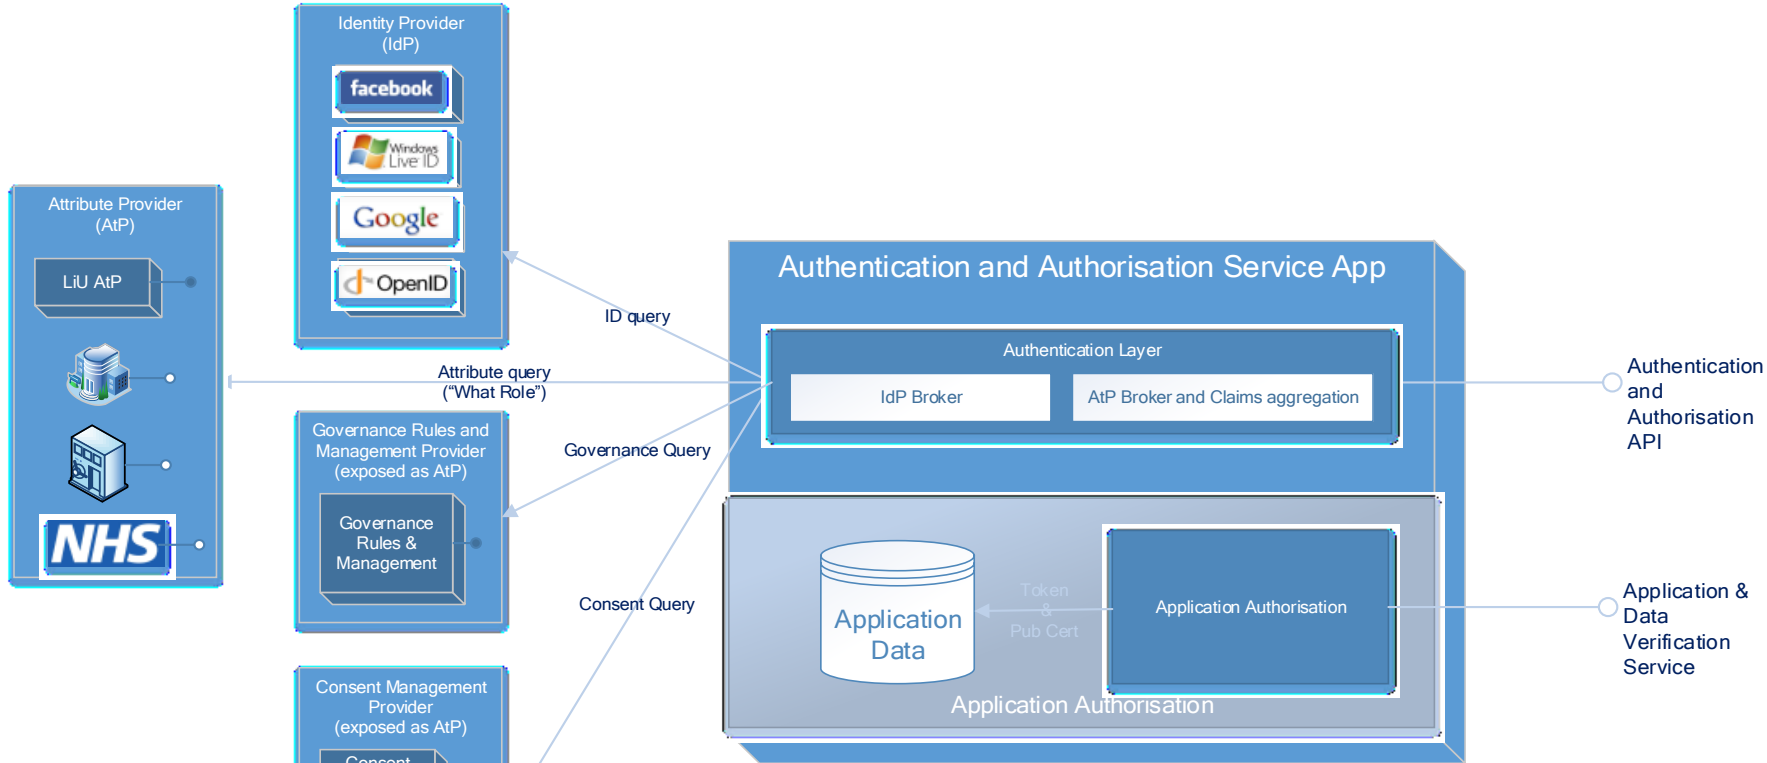 Identity Provider
(IdP)
facebook
Windows
Live ID
Google
OpenID
Attribute Provider
(AtP)
LiU AtP
NHS
ID query
Attribute query
(“What Role”)
Governance Rules and
Management Provider
(exposed as AtP)
Governance
Rules &
Management
Governance Query
Consent Query
Consent Management
Provider
(exposed as AtP)
Consent
Authentication and Authorisation Service App
Authentication Layer
IdP Broker
AtP Broker and Claims aggregation
Authentication
and
Authorisation
API
Application
Data
Token
&
Pub Cert
Application Authorisation
Application Authorisation
Application &
Data
Verification
Service